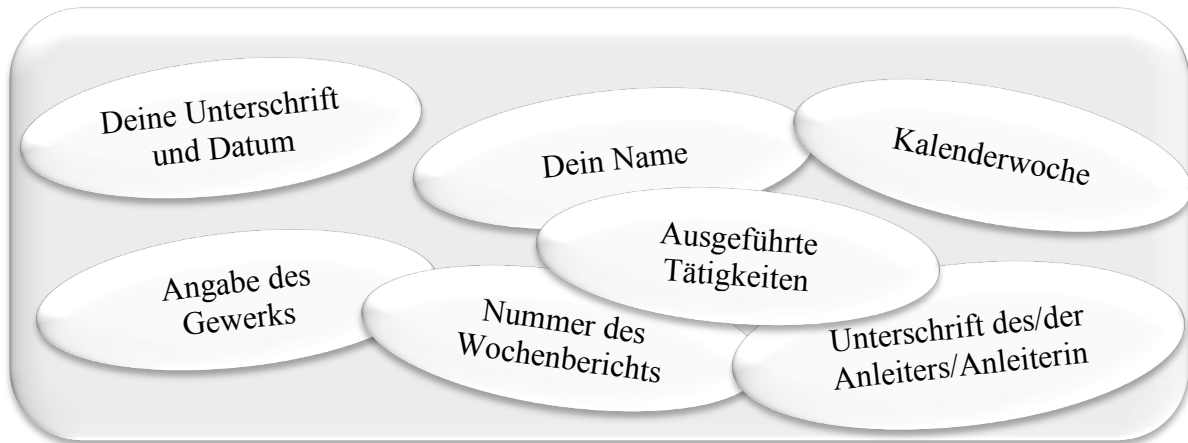 Deine Unterschrift
und Datum
Dein Name
Kalenderwoche
Ausgeführte
Tätigkeiten
Angabe des
Gewerks
Nummer des
Wochenberichts
Unterschrift des/der
Anleiters/Anleiterin